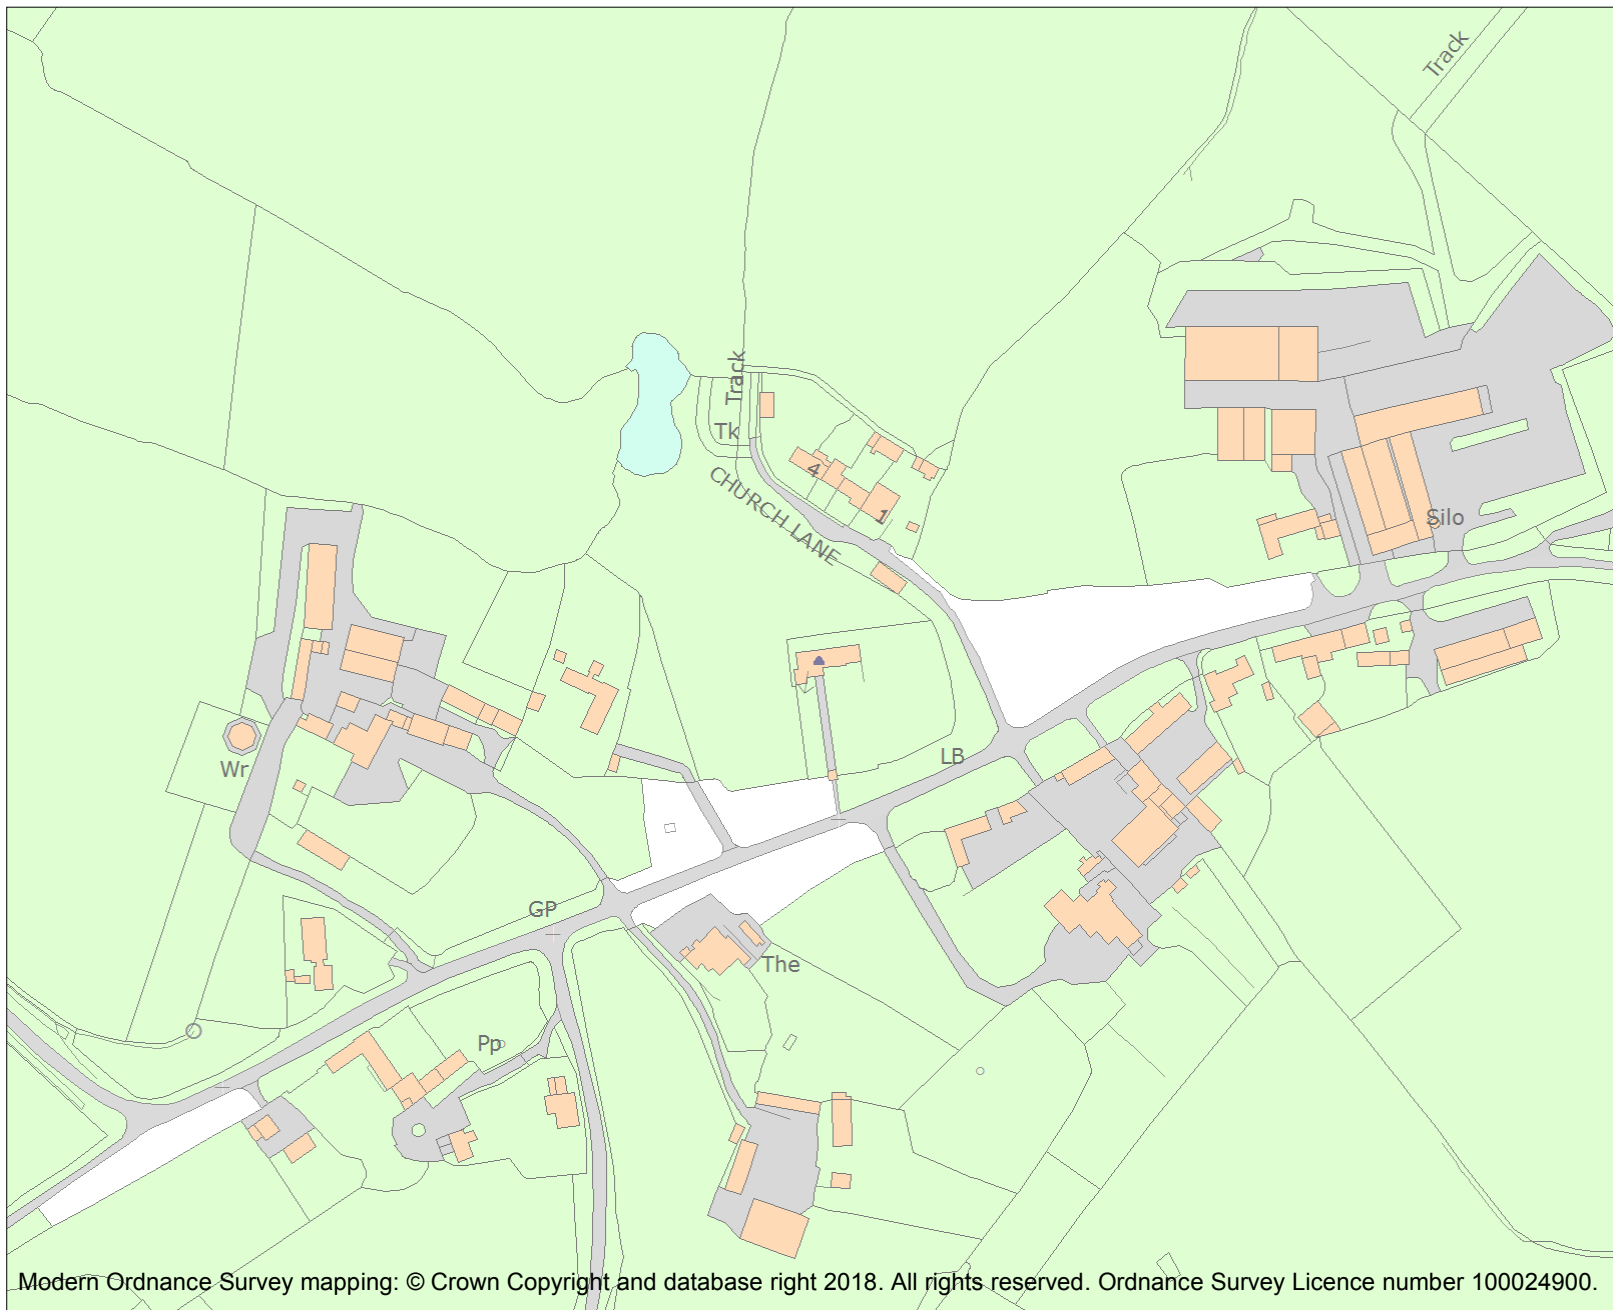 Track
Track
Tk
4
CHURCH LANE
1
Silo
LB
Wr
GP
The
Pp
Modern Ordnance Survey mapping: © Crown Copyright and database right 2018. All rights reserved. Ordnance Survey Licence number 100024900.